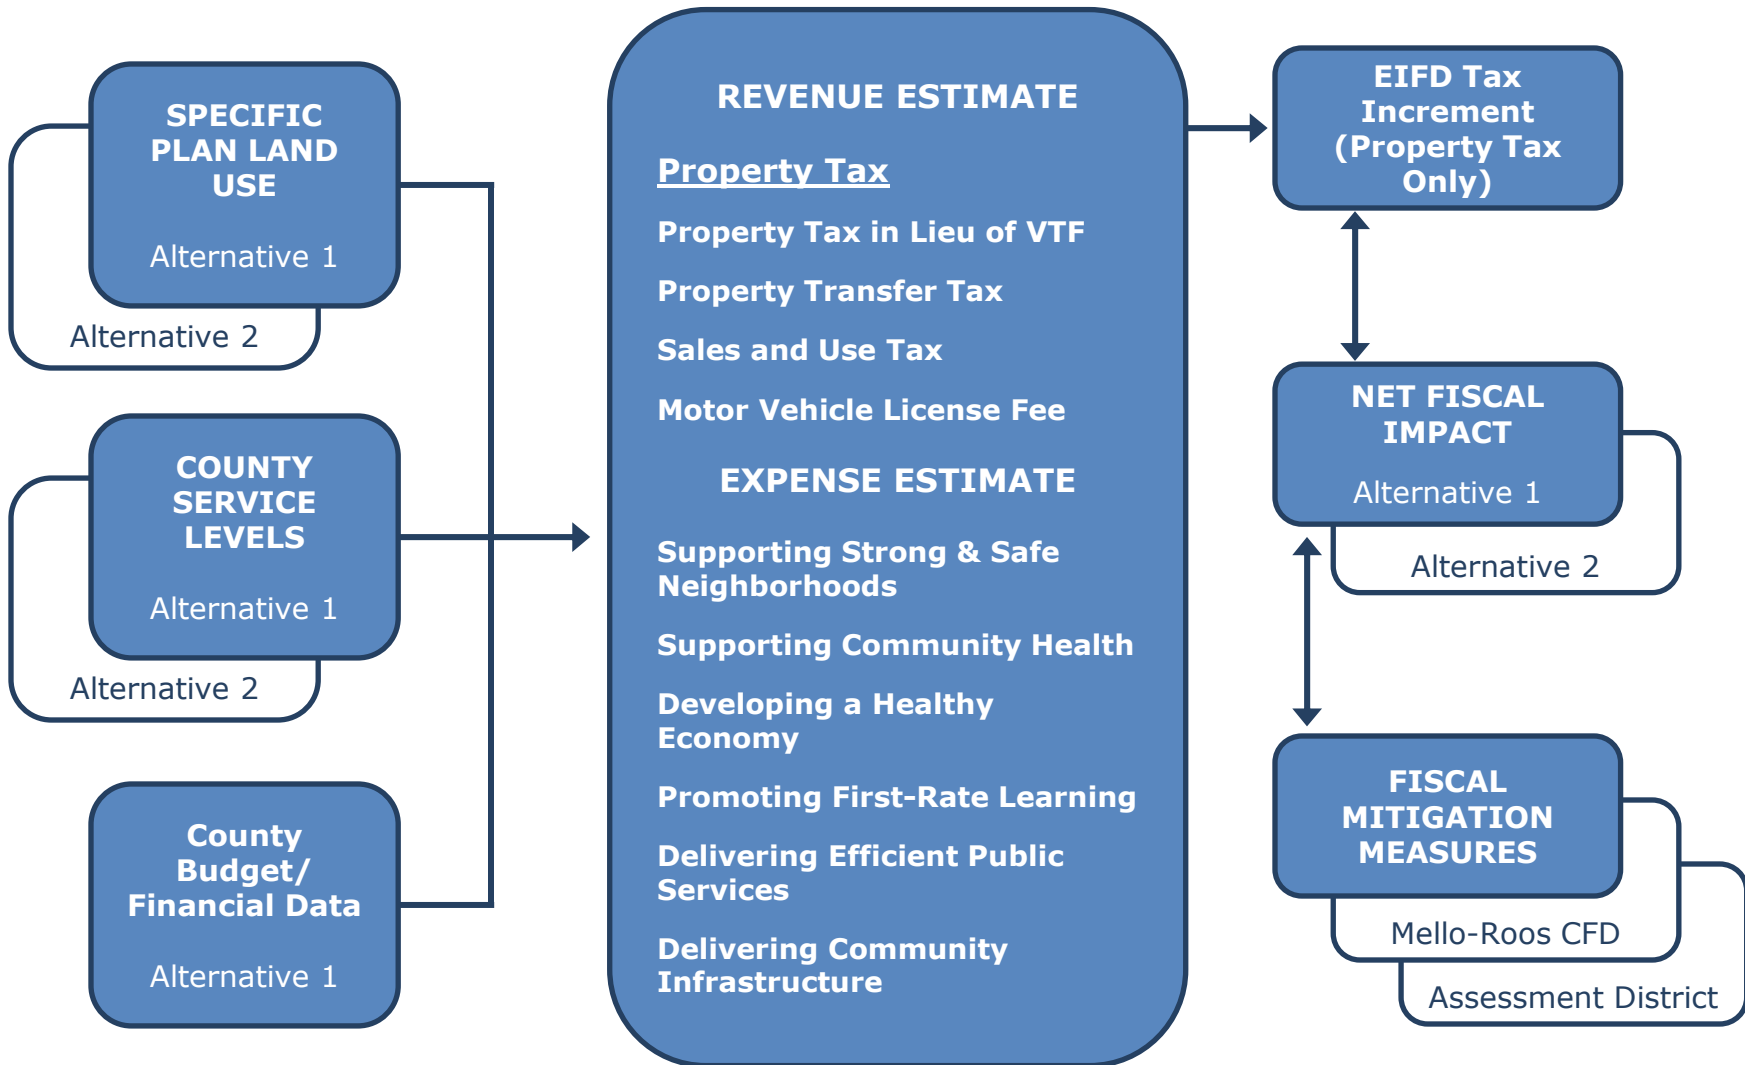 SPECIFIC
PLAN LAND
USE
Alternative 1
Alternative 2
COUNTY
SERVICE
LEVELS
Alternative 1
Alternative 2
County
Budget/
Financial Data
Alternative 1
REVENUE ESTIMATE
Property Tax
Property Tax in Lieu of VTF
Property Transfer Tax
Sales and Use Tax
Motor Vehicle License Fee
EXPENSE ESTIMATE
Supporting Strong & Safe
Neighborhoods
Supporting Community Health
Developing a Healthy
Economy
Promoting First-Rate Learning
Delivering Efficient Public
Services
Delivering Community
Infrastructure
EIFD Tax
Increment
(Property Tax
Only)
NET FISCAL
IMPACT
Alternative 1
Alternative 2
FISCAL
MITIGATION
MEASURES
Mello-Roos CFD
Assessment District